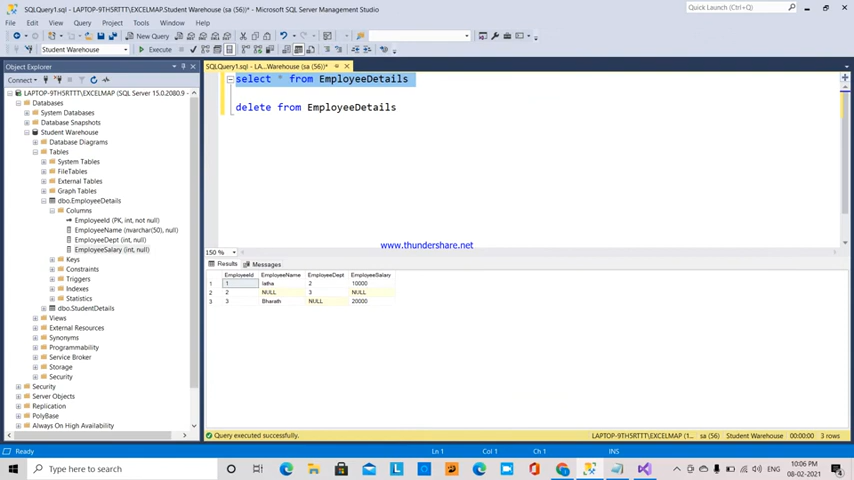 SQLQuery1.sql - LAPTOP-9TH5RTTT\EXCELMAP.Student Warehouse (sa (56))* - Microsoft SQL Server Management Studio
Quick Launch (Ctrl+Q)
File Edit View Query Project Tools Window Help
New Query
Student Warehouse Execute
Object Explorer
SQLQuery1.sql - LA...Warehouse (sa (56))*
Connect
select * from EmployeeDetails
delete from EmployeeDetails
LAPTOP-9TH5RTTT\EXCELMAP (SQL Server 15.0.2080.9
Databases
System Databases
Database Snapshots
Student Warehouse
Database Diagrams
Tables
System Tables
FileTables
External Tables
Graph Tables
dbo.EmployeeDetails
Columns
EmployeeId (PK, int, not null)
EmployeeName (nvarchar(50), null)
EmployeeDept (int, null)
EmployeeSalary (int, null)
Keys
Constraints
Triggers
Indexes
Statistics
dbo.StudentDetails
Views
External Resources
Synonyms
Programmability
Service Broker
Storage
Security
Security
Server Objects
Replication
PolyBase
Always On High Availability
www.thundershare.net
150 %
Results Messages
EmployeeId EmployeeName EmployeeDept EmployeeSalary
1 1 latha 2 10000
2 2 NULL 3 NULL
3 3 Bharath NULL 20000
Query executed successfully.
LAPTOP-9TH5RTTT\EXCELMAP (1... sa (56) Student Warehouse 00:00:00 3 rows
Ready Ln 1 Col 1 Ch 1 INS
Type here to search
ENG
10:06 PM
08-02-2021